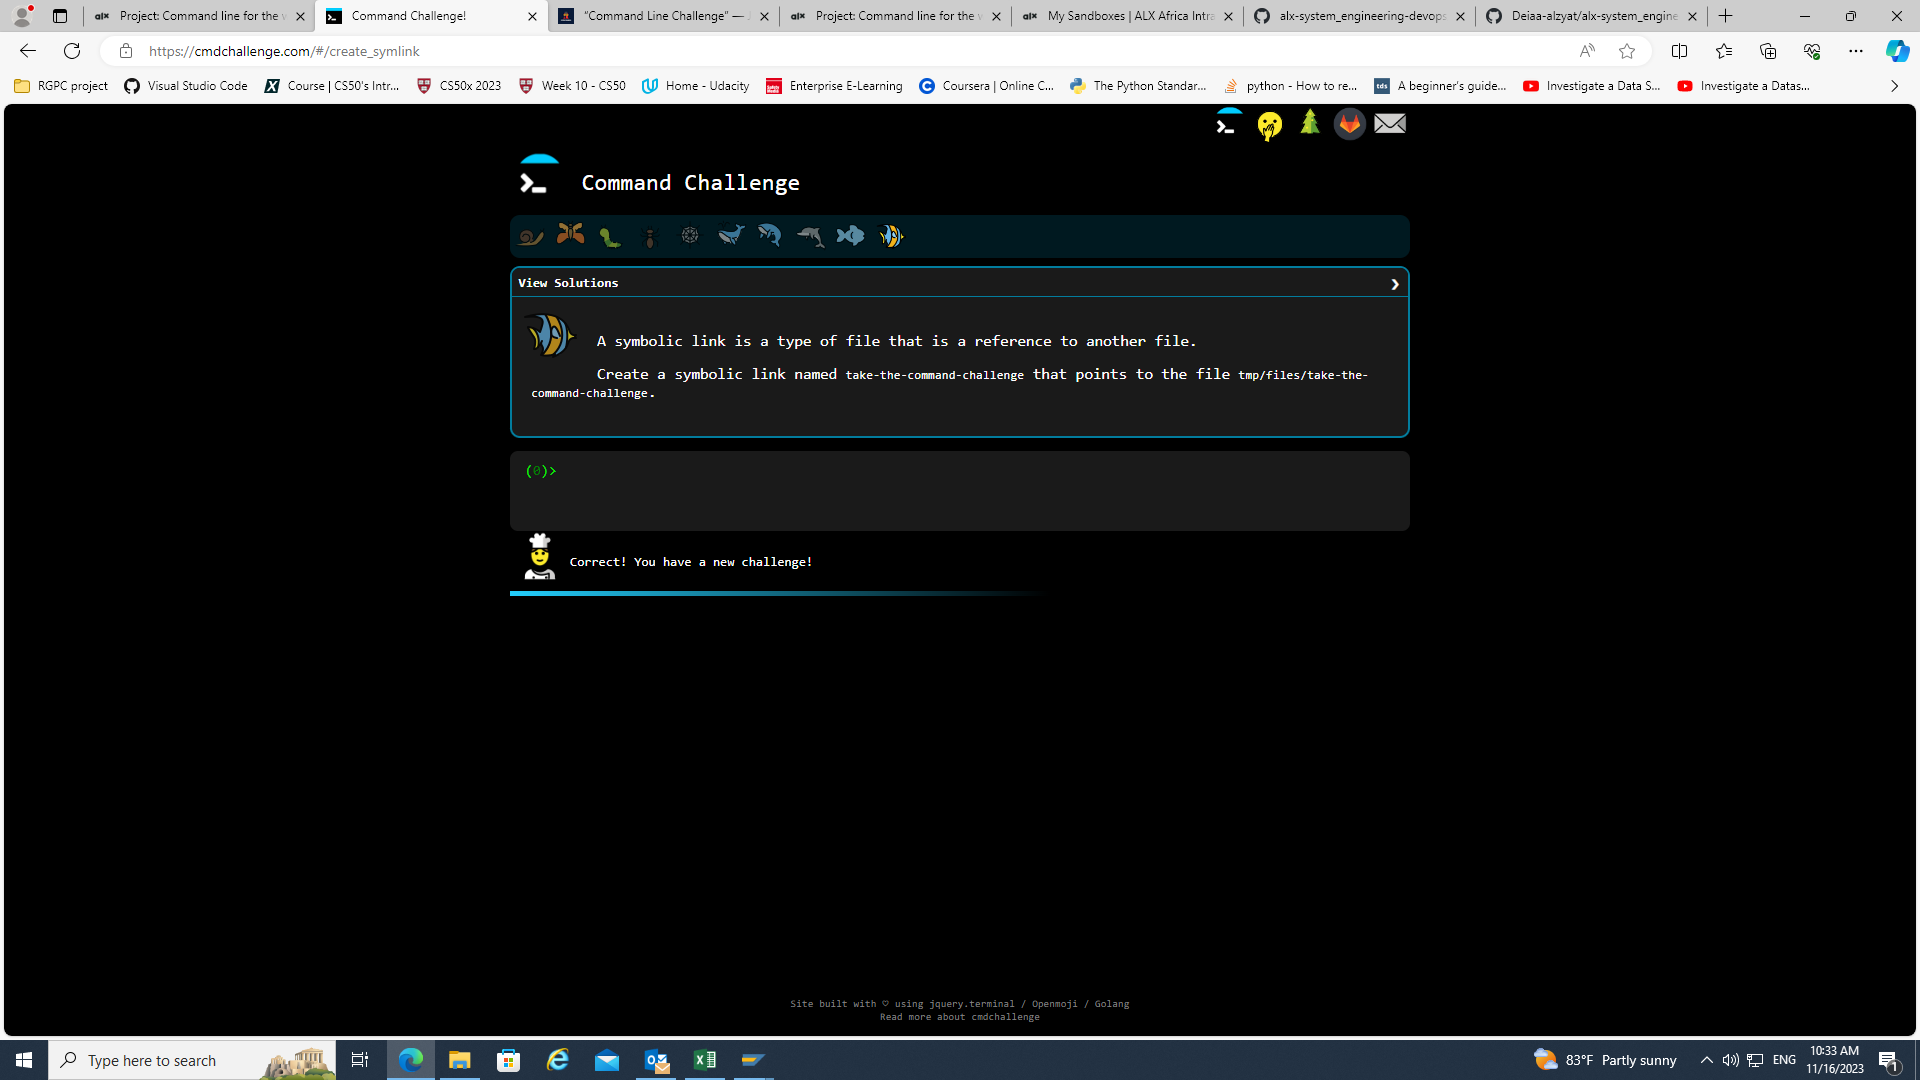 Project: Command line for the w
Command Challenge!
“Command Line Challenge” —
Project: Command line for the w
My Sandboxes | ALX Africa Intra
alx-system_engineering-devops
Deiaa-alzyat/alx-system_engine
https://cmdchallenge.com/#/create_symlink
RGPC project
Visual Studio Code
Course | CS50's Intr...
CS50x 2023
Week 10 - CS50
Home - Udacity
Enterprise E-Learning
Coursera | Online C...
The Python Standar...
python - How to re...
A beginner's guide...
Investigate a Data S...
Investigate a Datas...
Command Challenge
View Solutions
A symbolic link is a type of file that is a reference to another file.
Create a symbolic link named take-the-command-challenge that points to the file tmp/files/take-the-
command-challenge.
(0)>
Correct! You have a new challenge!
Site built with ♡ using jquery.terminal / Openmoji / Golang
Read more about cmdchallenge
Type here to search
83°F Partly sunny
ENG
10:33 AM
11/16/2023
1